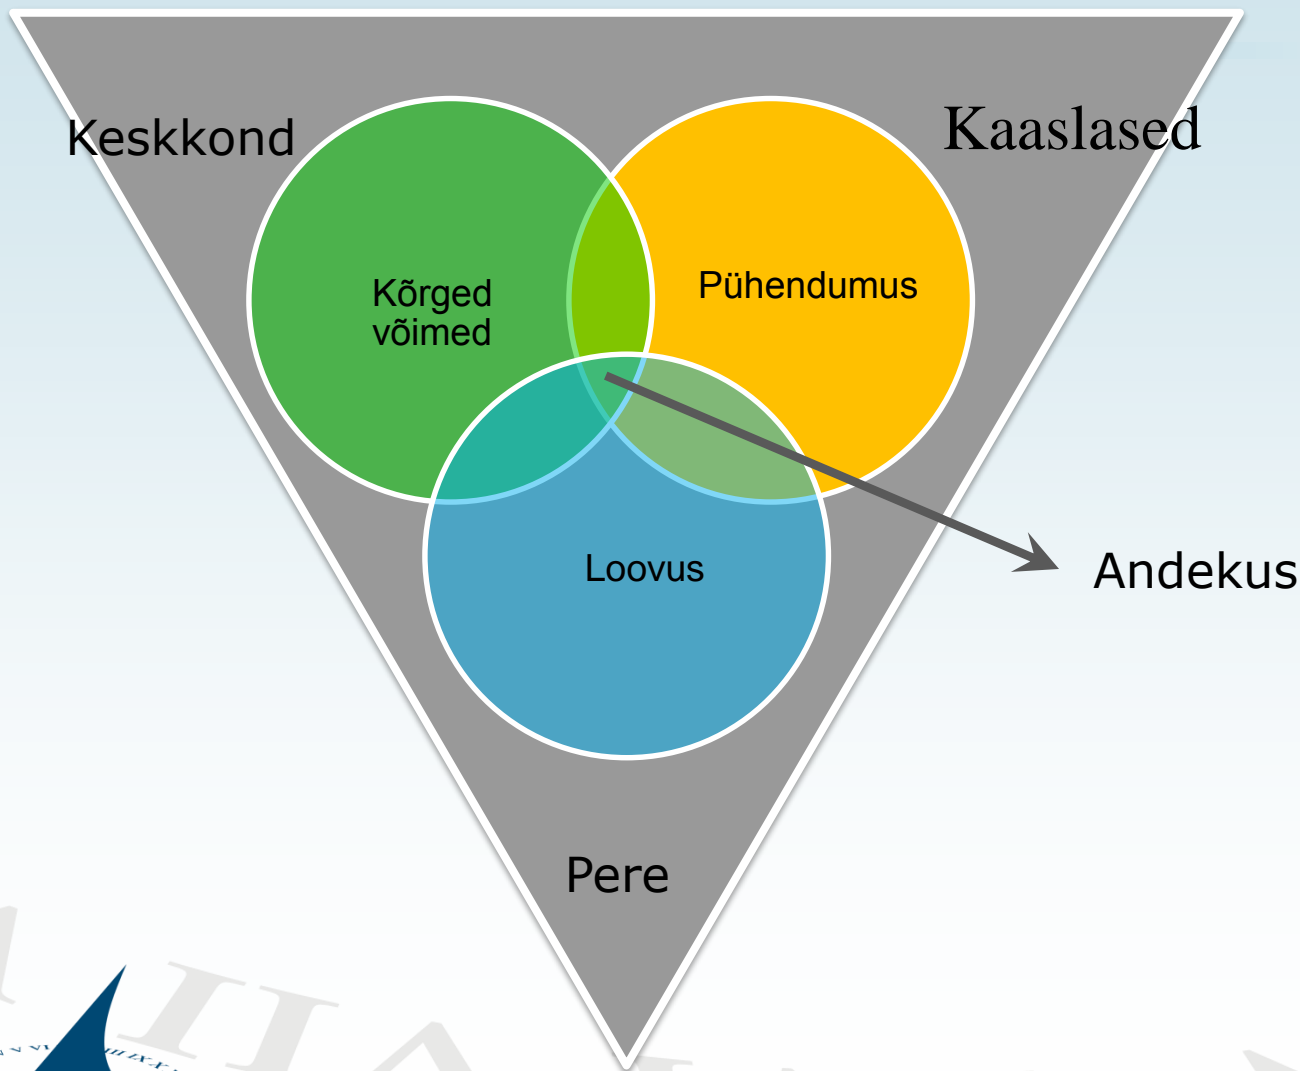 Keskkond
Kaaslased
Kõrged
võimed
Pühendumus
Loovus
Andekus
Pere